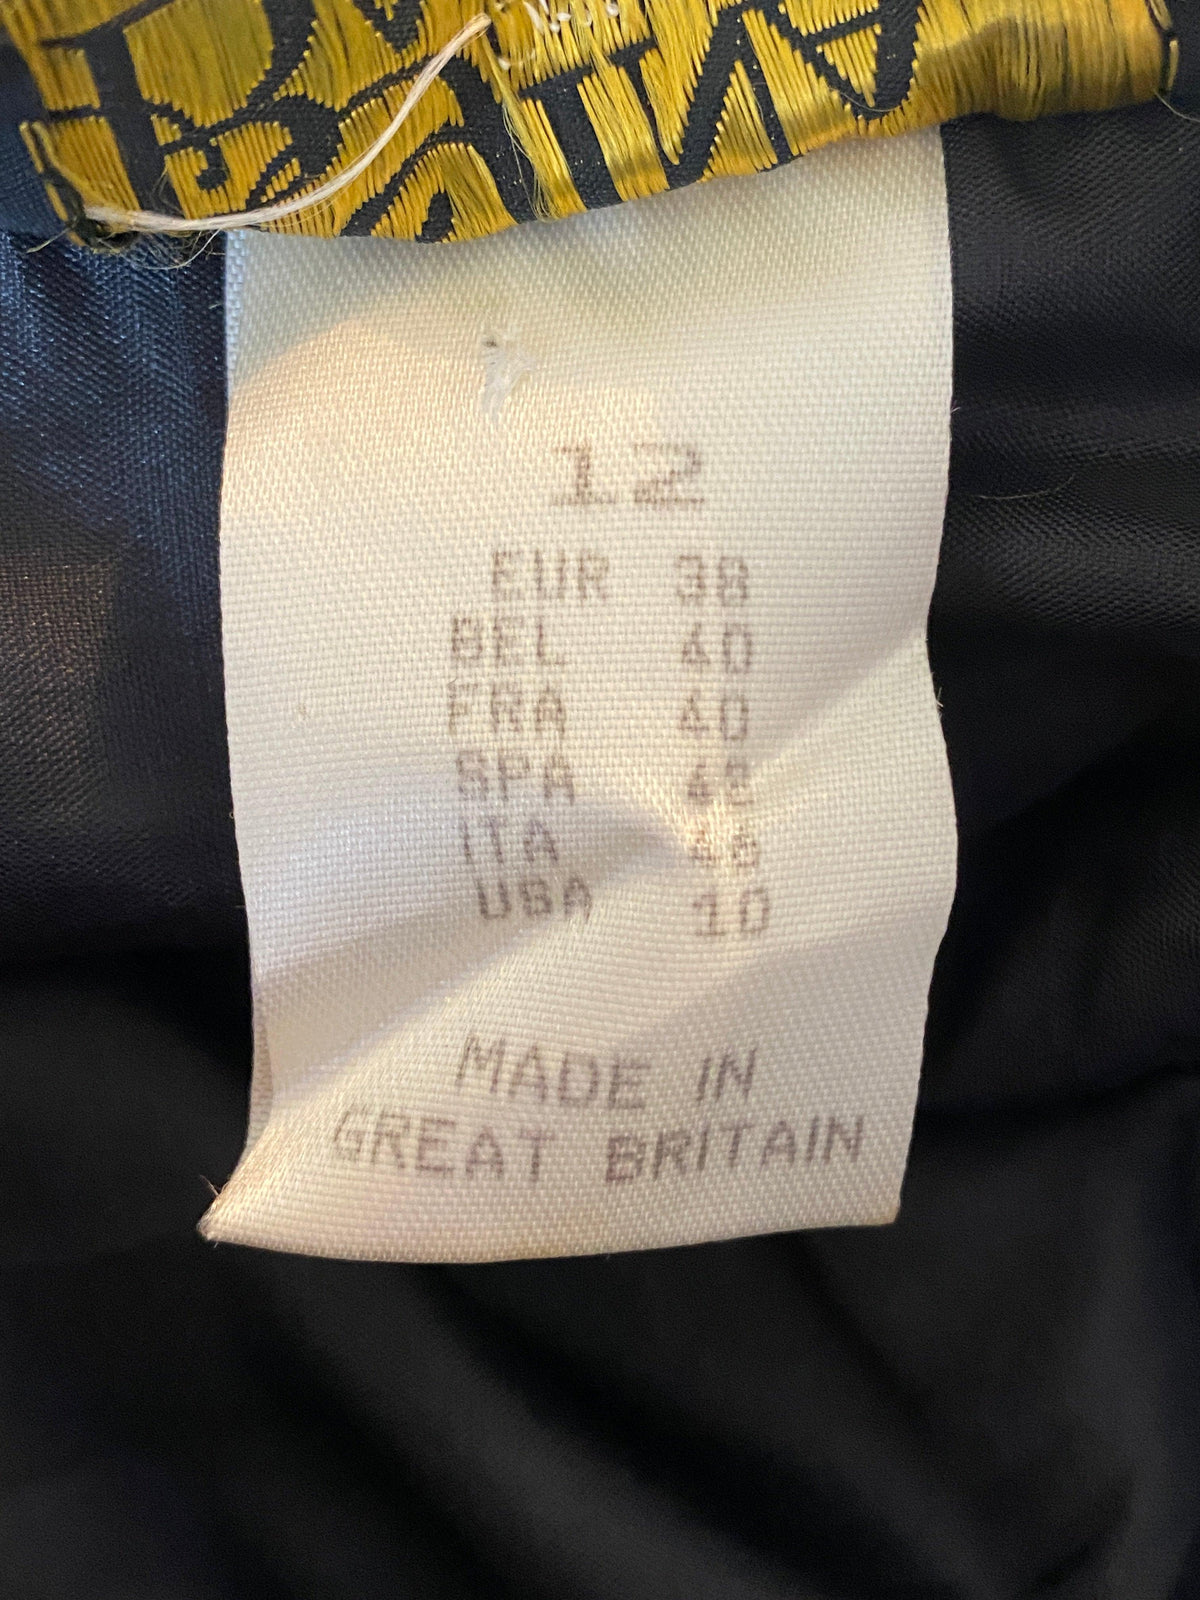 12
EUR 38
BEL 40
FRA 40
SPA 42
ITA 46
USA 10
MADE IN
GREAT BRITAIN